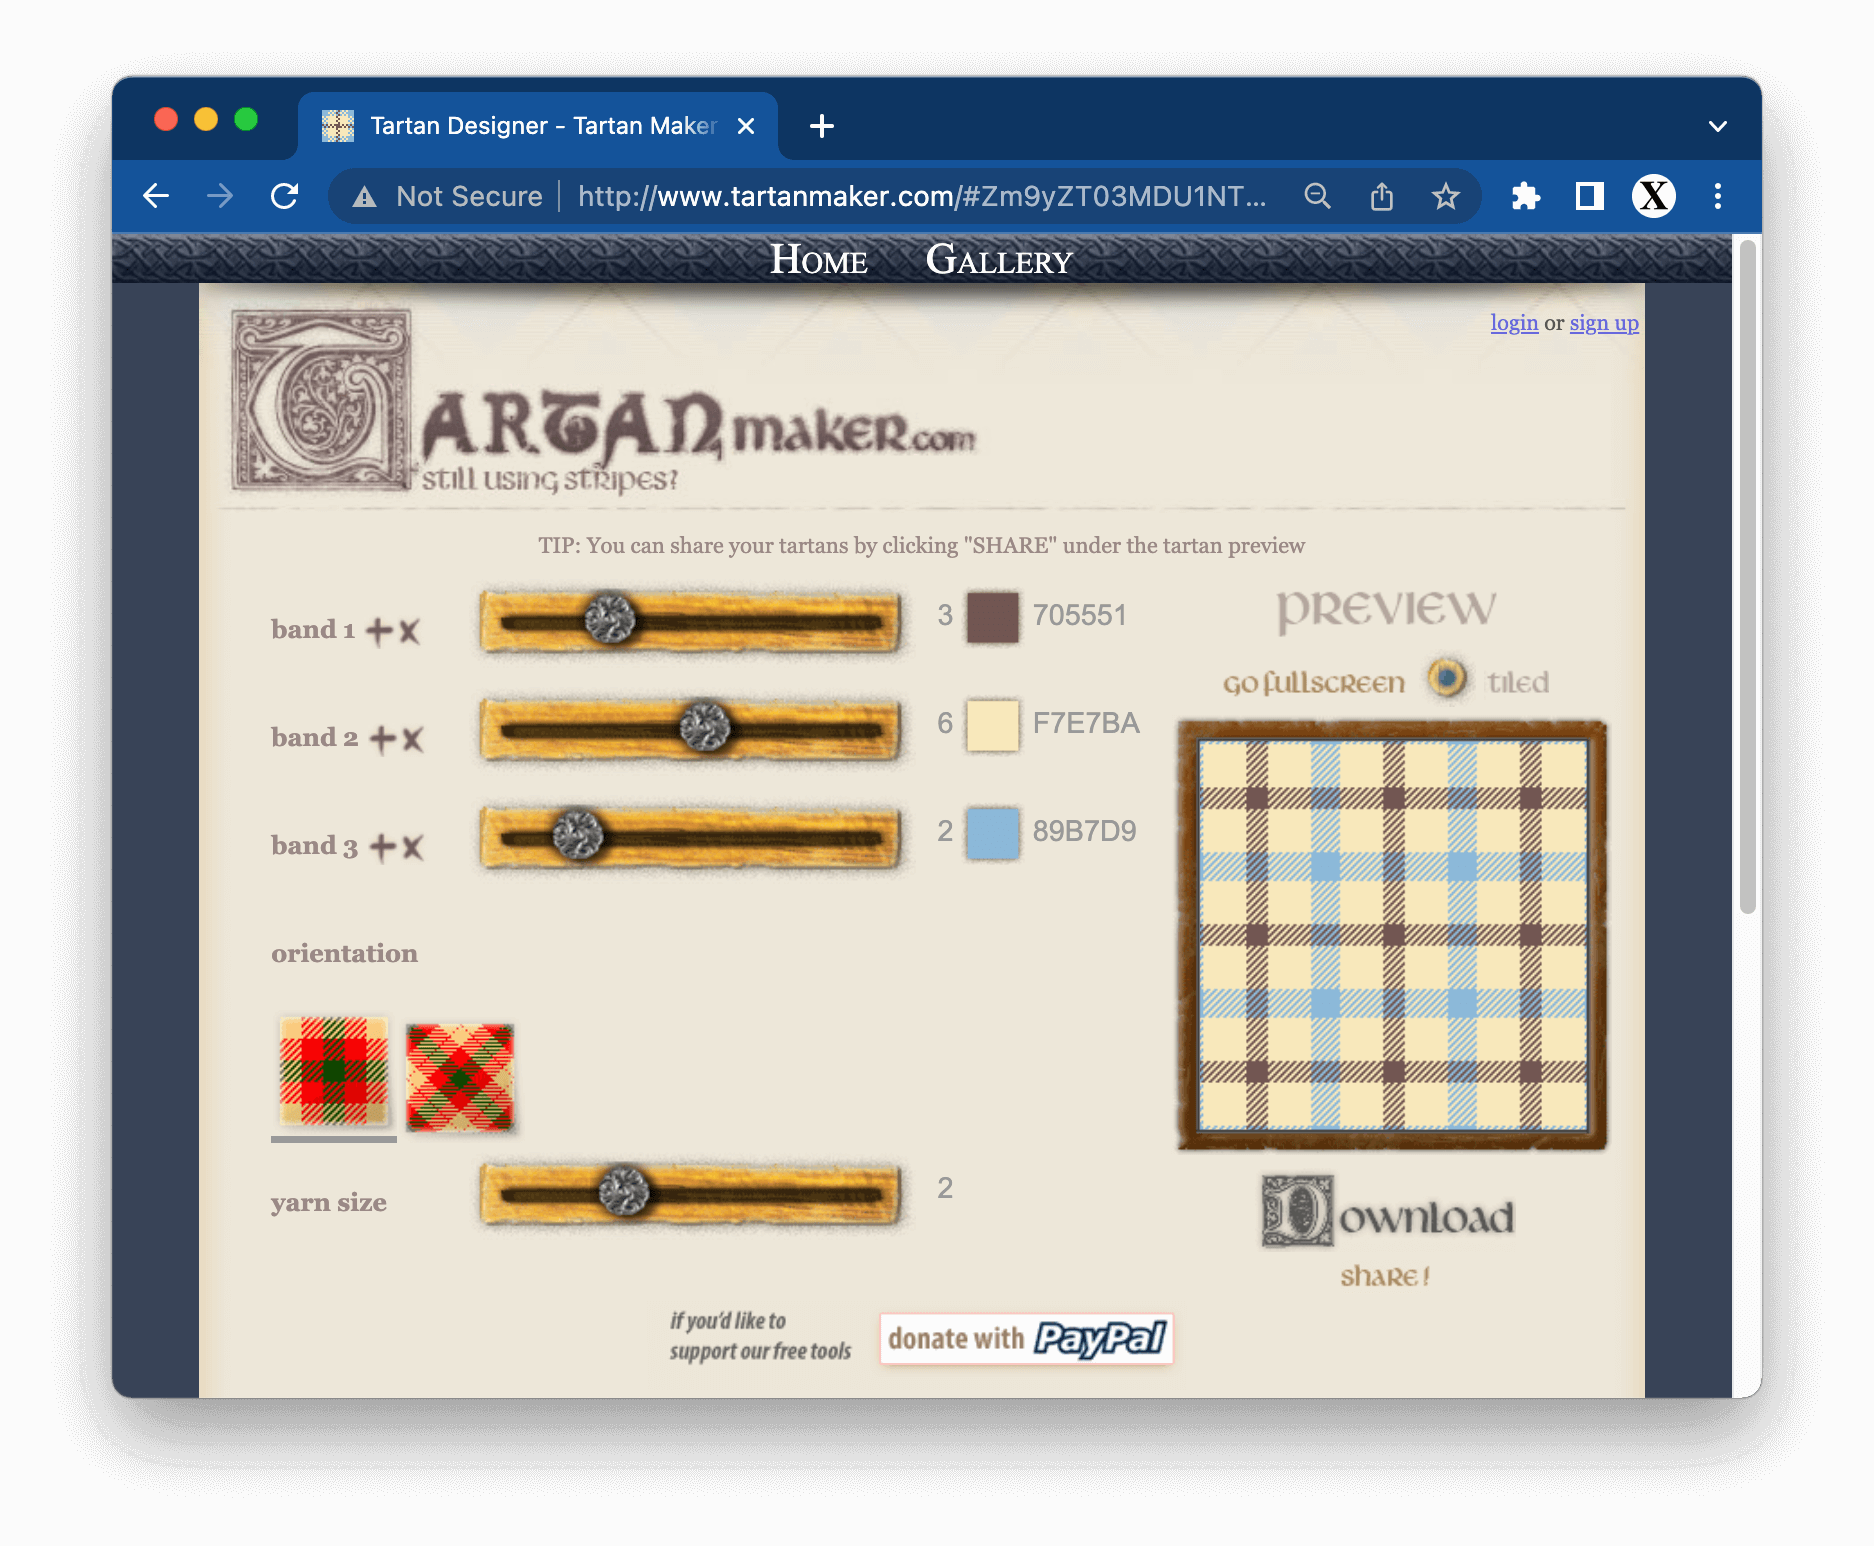 Tartan Designer - Tartan Maker
Not Secure
http://www.tartanmaker.com/#Zm9yZT03MDU1NT...
X
HOME GALLERY
login or sign up
TARTANmaker.com
still using stripes?
TIP: You can share your tartans by clicking "SHARE" under the tartan preview
band 1
3
705551
band 2
6
F7E7BA
band 3
2
89B7D9
orientation
yarn size
2
PREVIEW
go fullscreen
tiled
Download
share!
if you'd like to
support our free tools
donate with PayPal